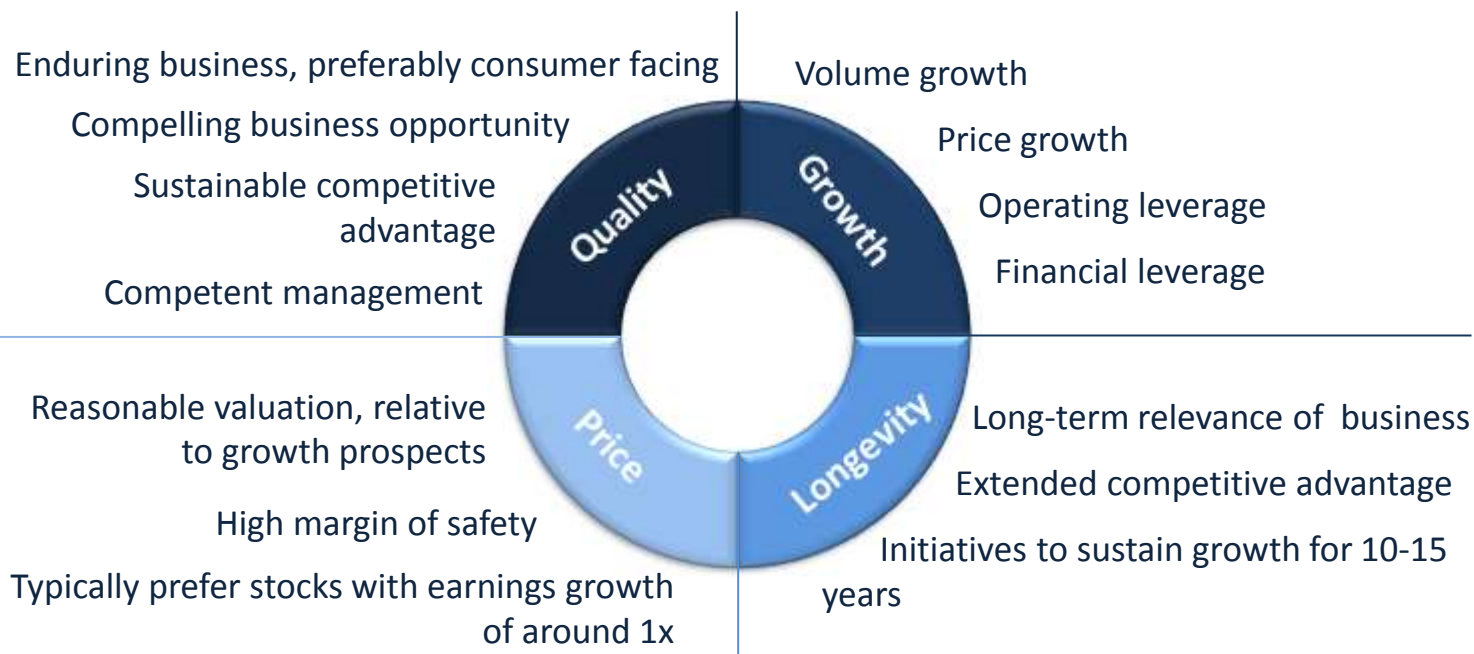 Enduring business, preferably consumer facing
Compelling business opportunity
Sustainable competitive
advantage
Competent management
Quality
Volume growth
Price growth
Operating leverage
Financial leverage
Growth
Reasonable valuation, relative
to growth prospects
High margin of safety
Typically prefer stocks with earnings growth
of around 1x
Price
Long-term relevance of business
Extended competitive advantage
Initiatives to sustain growth for 10-15
years
Longevity